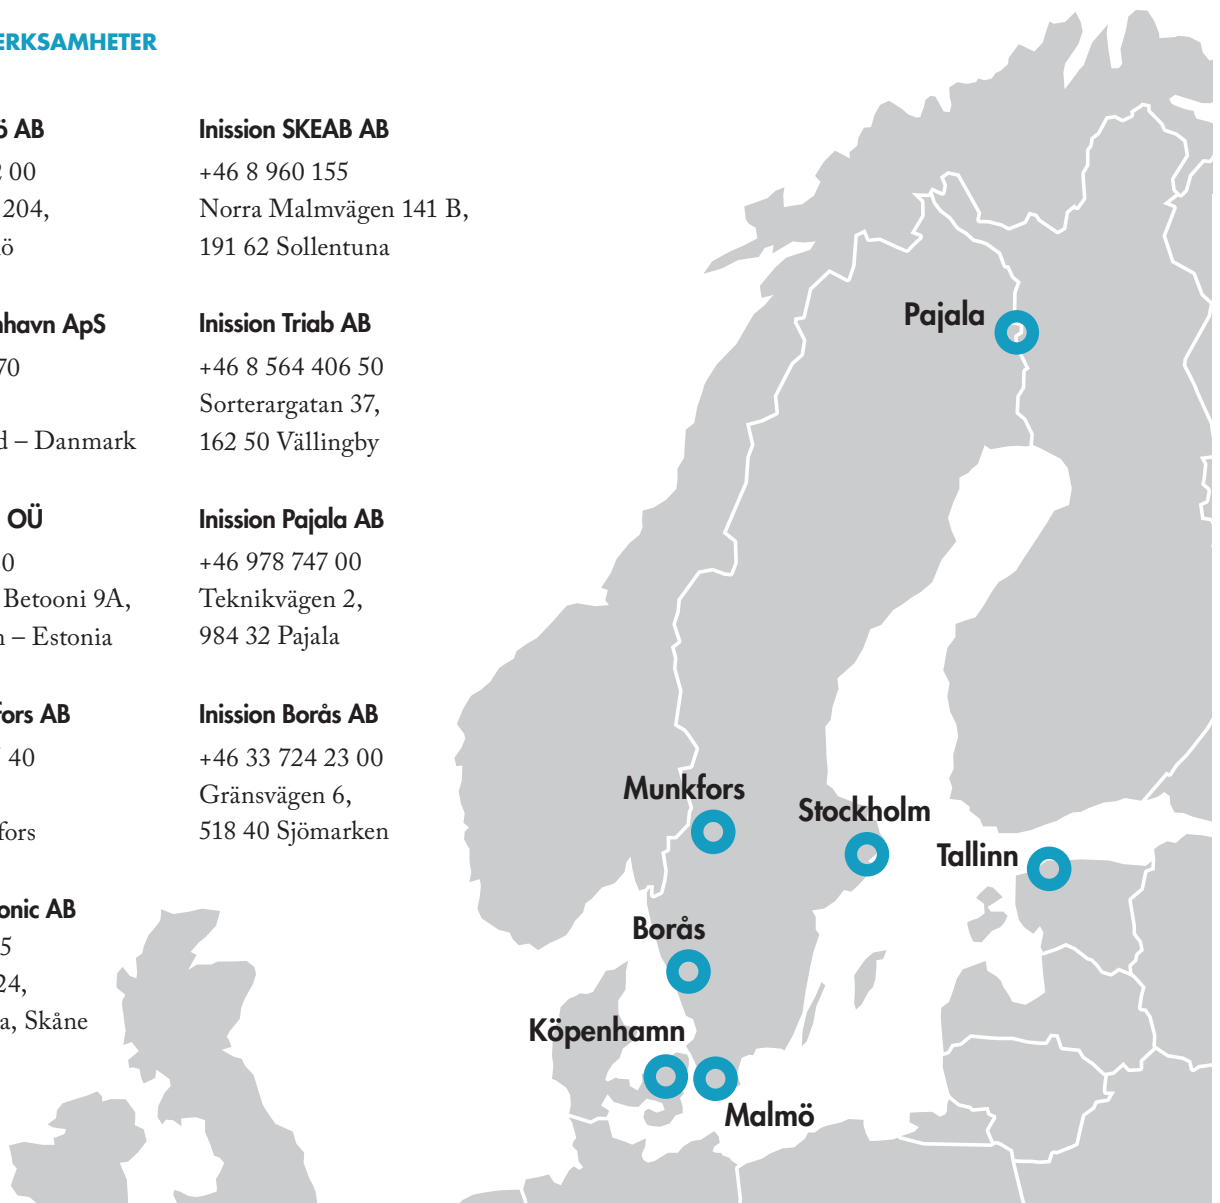 ERKSAMHETER
ö AB
2 00
204,
ö
nhavn ApS
70
d – Danmark
OÜ
0
Betooni 9A,
n – Estonia
fors AB
40
fors
onic AB
5
24,
a, Skåne
Inission SKEAB AB
+46 8 960 155
Norra Malmvägen 141 B,
191 62 Sollentuna
Inission Triab AB
+46 8 564 406 50
Sorterargatan 37,
162 50 Vällingby
Inission Pajala AB
+46 978 747 00
Teknikvägen 2,
984 32 Pajala
Inission Borås AB
+46 33 724 23 00
Gränsvägen 6,
518 40 Sjömarken
Pajala
Munkfors
Stockholm
Tallinn
Borås
Köpenhamn
Malmö